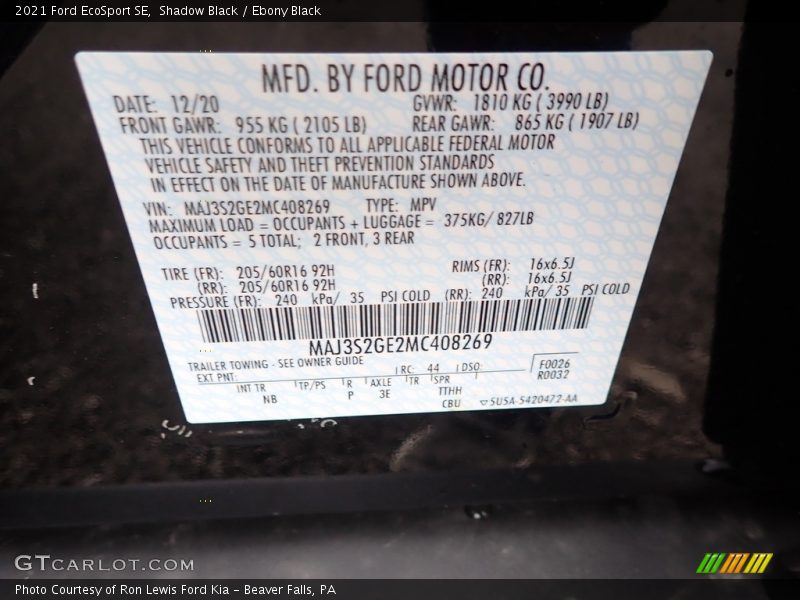 2021 Ford EcoSport SE,  Shadow Black / Ebony Black
MFD. BY FORD MOTOR CO.
DATE: 12/20 GVWR: 1810 KG ( 3990 LB)
FRONT GAWR: 955 KG ( 2105 LB) REAR GAWR: 865 KG ( 1907 LB)
THIS VEHICLE CONFORMS TO ALL APPLICABLE FEDERAL MOTOR
VEHICLE SAFETY AND THEFT PREVENTION STANDARDS
IN EFFECT ON THE DATE OF MANUFACTURE SHOWN ABOVE.
VIN: MAJ3S2GE2MC408269 TYPE: MPV
MAXIMUM LOAD = OCCUPANTS + LUGGAGE = 375KG/ 827LB
OCCUPANTS = 5 TOTAL; 2 FRONT, 3 REAR
TIRE (FR): 205/60R16 92H RIMS (FR): 16x6.5J
(RR): 205/60R16 92H (RR): 16x6.5J
PRESSURE (FR): 240 kPa/ 35 PSI COLD (RR): 240 kPa/ 35 PSI COLD
MAJ3S2GE2MC408269
TRAILER TOWING - SEE OWNER GUIDE
EXT PNT: RC: 44 DSO: F0026
R0032
INT TR TP/PS R AXLE TR SPR
NB P 3E TTHH
CBU ▽5U5A-5420472-AA
GTCARLOT.COM
Photo Courtesy of Ron Lewis Ford Kia - Beaver Falls, PA